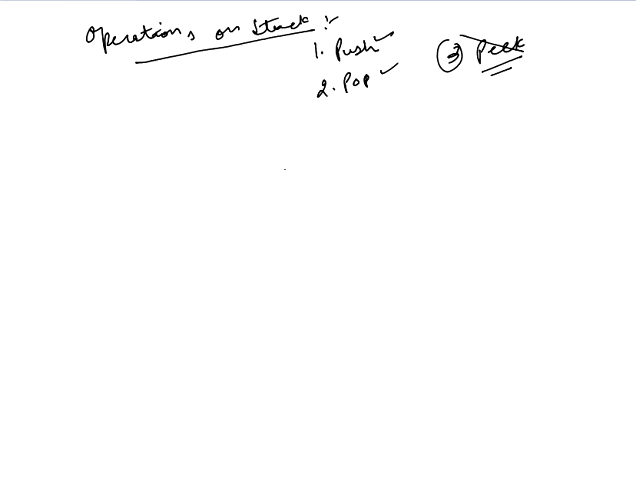 Operations on Stack :-
1. Push ✓
2. Pop ✓
③ Peek